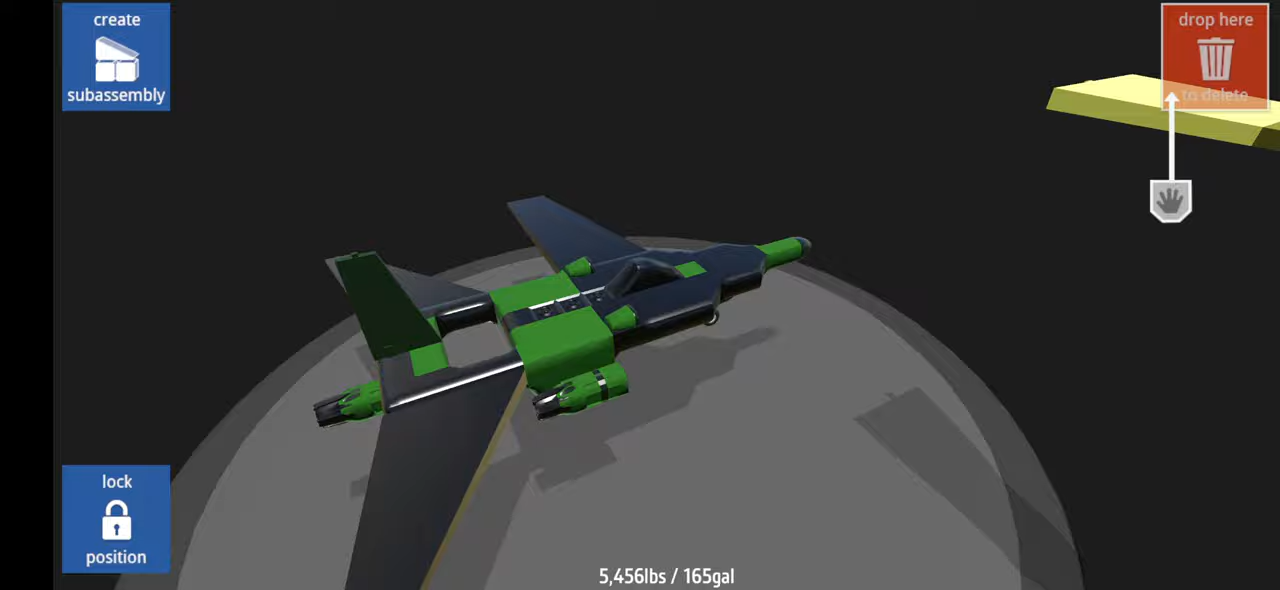 create
subassembly
drop here
to delete
lock
position
5,456lbs / 165gal